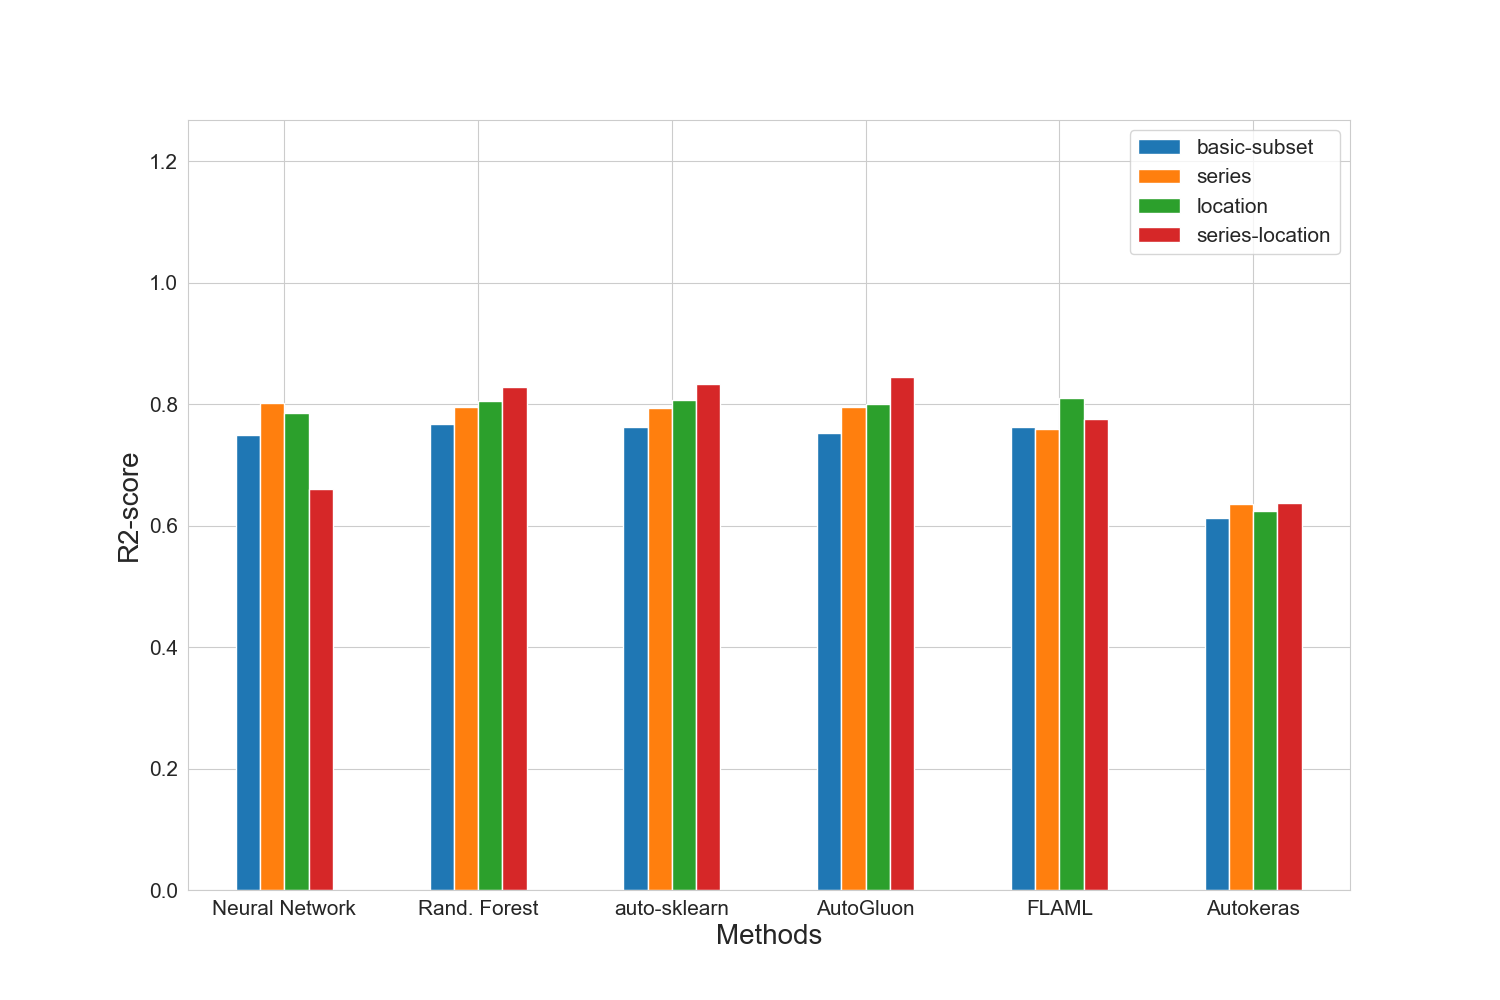 basic-subset
series
location
series-location
1.2
1.0
0.8
0.6
0.4
0.2
0.0
R2-score
Neural Network Rand. Forest auto-sklearn AutoGluon FLAML Autokeras
Methods